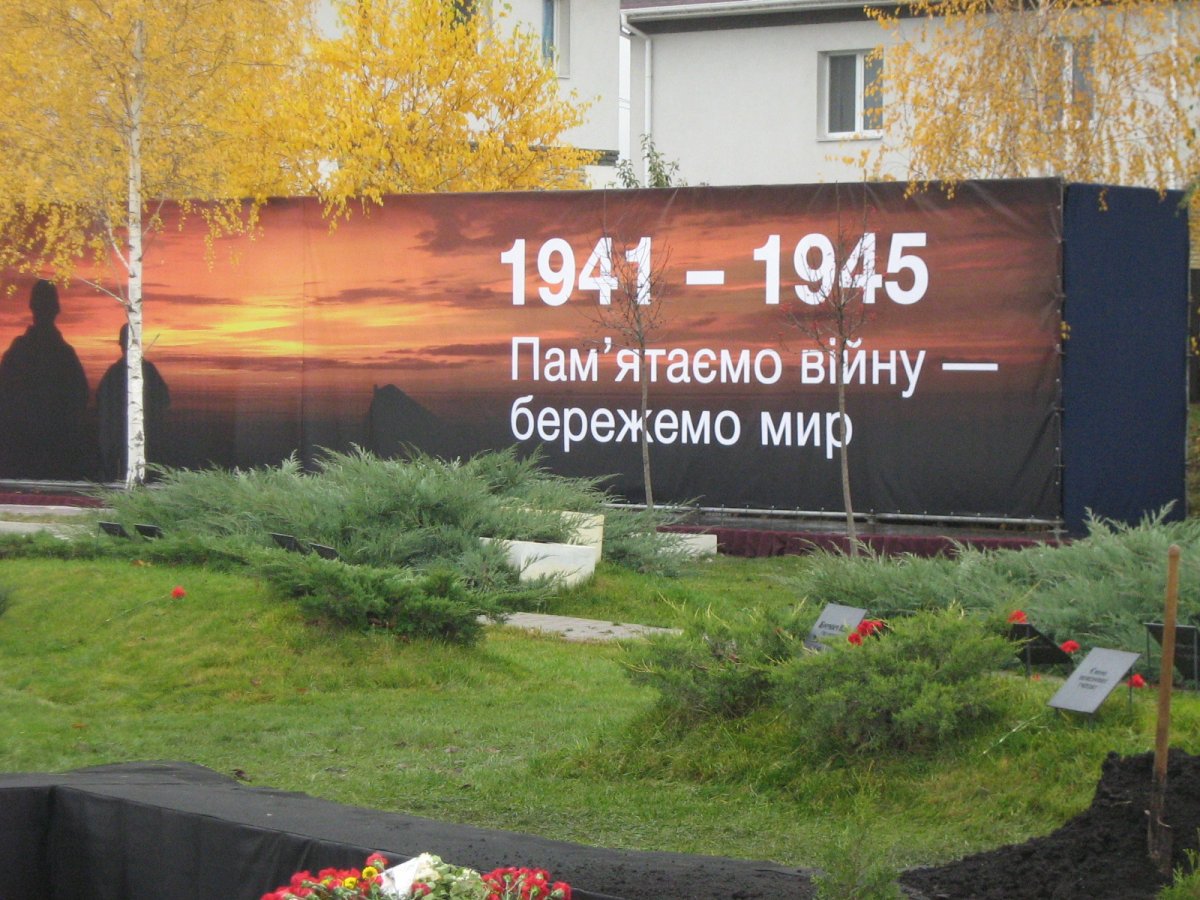 1941 – 1945
Пам’ятаємо війну —
бережемо мир